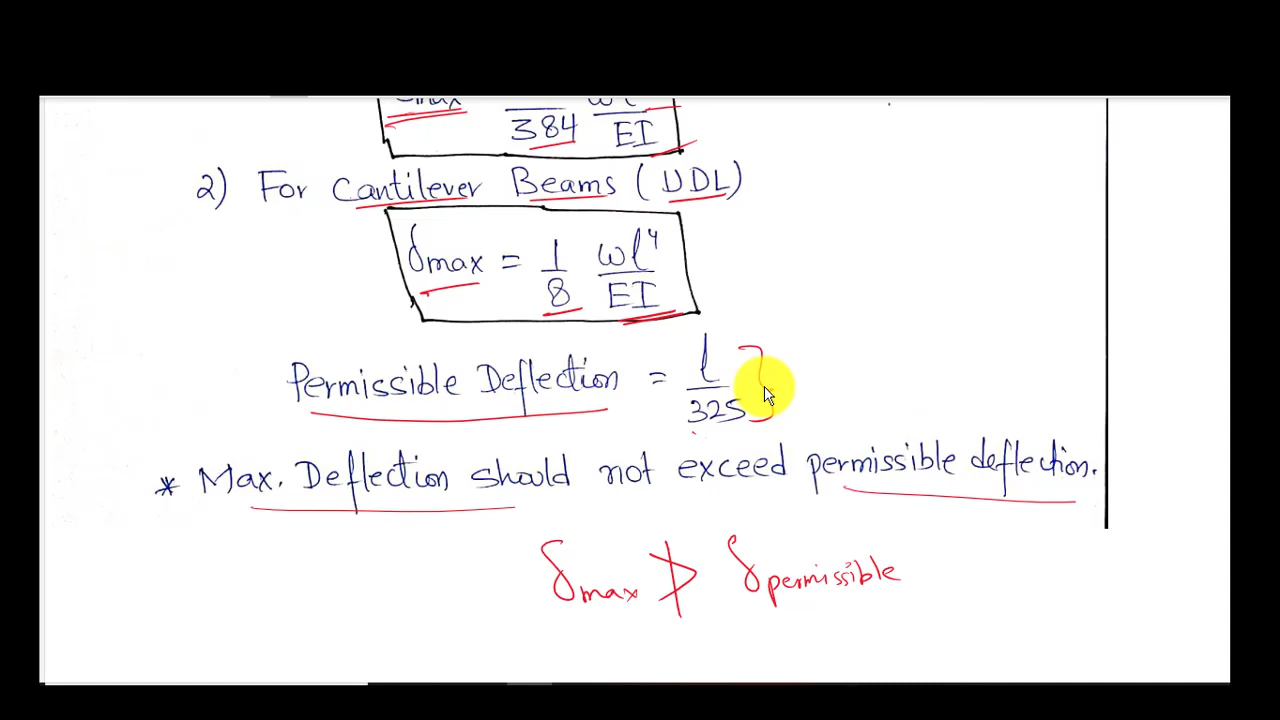 384 EI
2) For Cantilever Beams (UDL)
δmax = 1/8 wl⁴/EI
Permissible Deflection = l/325
* Max. Deflection should not exceed permissible deflection.
δmax ≯ δpermissible